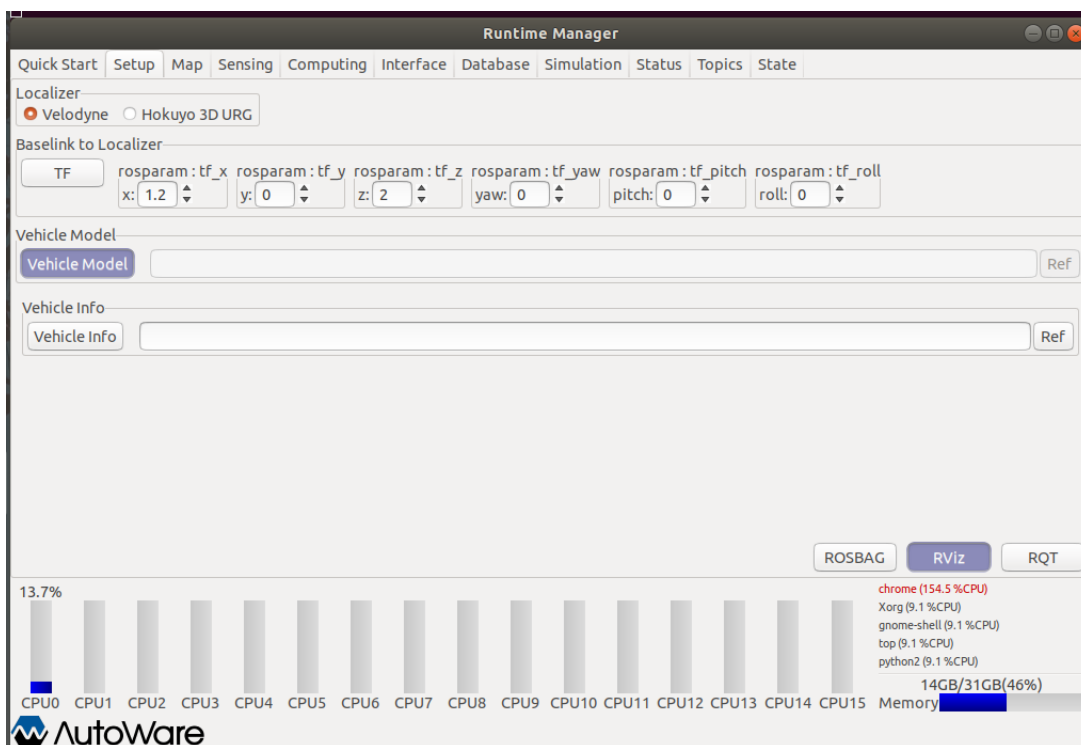 Runtime Manager
Quick Start Setup Map Sensing Computing Interface Database Simulation Status Topics State
Localizer
Velodyne Hokuyo 3D URG
Baselink to Localizer
TF
rosparam : tf_x rosparam : tf_y rosparam : tf_z rosparam : tf_yaw rosparam : tf_pitch rosparam : tf_roll
x: 1.2 y: 0 z: 2 yaw: 0 pitch: 0 roll: 0
Vehicle Model
Vehicle Model Ref
Vehicle Info
Vehicle Info Ref
ROSBAG RViz RQT
13.7%
CPU0 CPU1 CPU2 CPU3 CPU4 CPU5 CPU6 CPU7 CPU8 CPU9 CPU10 CPU11 CPU12 CPU13 CPU14 CPU15
chrome (154.5 %CPU)
Xorg (9.1 %CPU)
gnome-shell (9.1 %CPU)
top (9.1 %CPU)
python2 (9.1 %CPU)
14GB/31GB(46%)
Memory
AutoWare